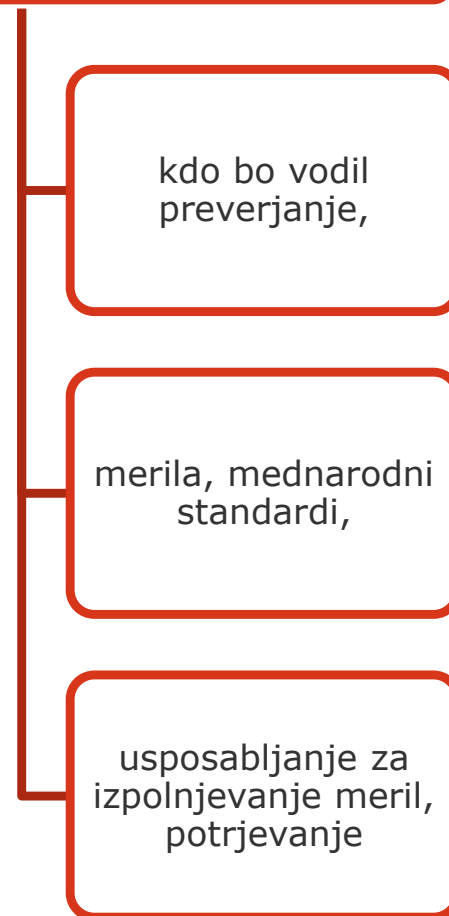 kdo bo vodil
preverjanje,
merila, mednarodni
standardi,
usposabljanje za
izpolnjevanje meril,
potrjevanje